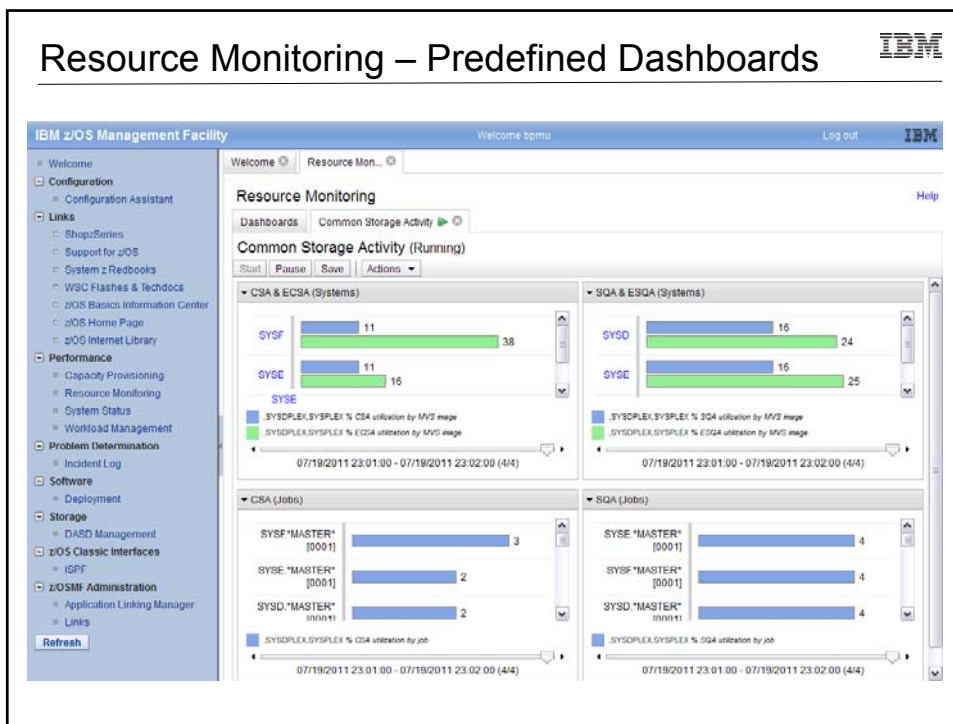 Resource Monitoring – Predefined Dashboards
IBM
IBM z/OS Management Facility
Welcome bpmu
Log out
IBM
Welcome
Configuration
Configuration Assistant
Links
ShopzSeries
Support for z/OS
System z Redbooks
WSC Flashes & Techdocs
z/OS Basics Information Center
z/OS Home Page
z/OS Internet Library
Performance
Capacity Provisioning
Resource Monitoring
System Status
Workload Management
Problem Determination
Incident Log
Software
Deployment
Storage
DASD Management
z/OS Classic Interfaces
ISPF
z/OSMF Administration
Application Linking Manager
Links
Refresh
Welcome
Resource Mon...
Resource Monitoring
Help
Dashboards
Common Storage Activity
Common Storage Activity (Running)
Start Pause Save Actions
CSA & ECSA (Systems)
SYSF
11
38
SYSE
11
16
SYSE
,SYSDPLEX,SYSPLEX % CSA utilization by MVS image
,SYSDPLEX,SYSPLEX % ECSA utilization by MVS image
07/19/2011 23:01:00 - 07/19/2011 23:02:00 (4/4)
SQA & ESQA (Systems)
SYSD
16
24
SYSE
16
25
,SYSDPLEX,SYSPLEX % SQA utilization by MVS image
,SYSDPLEX,SYSPLEX % ESQA utilization by MVS image
07/19/2011 23:01:00 - 07/19/2011 23:02:00 (4/4)
CSA (Jobs)
SYSF.*MASTER*
[0001]
3
SYSE.*MASTER*
[0001]
2
SYSD.*MASTER*
[0001]
2
,SYSDPLEX,SYSPLEX % CSA utilization by job
07/19/2011 23:01:00 - 07/19/2011 23:02:00 (4/4)
SQA (Jobs)
SYSE.*MASTER*
[0001]
4
SYSF.*MASTER*
[0001]
4
SYSD.*MASTER*
[0001]
4
,SYSDPLEX,SYSPLEX % SQA utilization by job
07/19/2011 23:01:00 - 07/19/2011 23:02:00 (4/4)